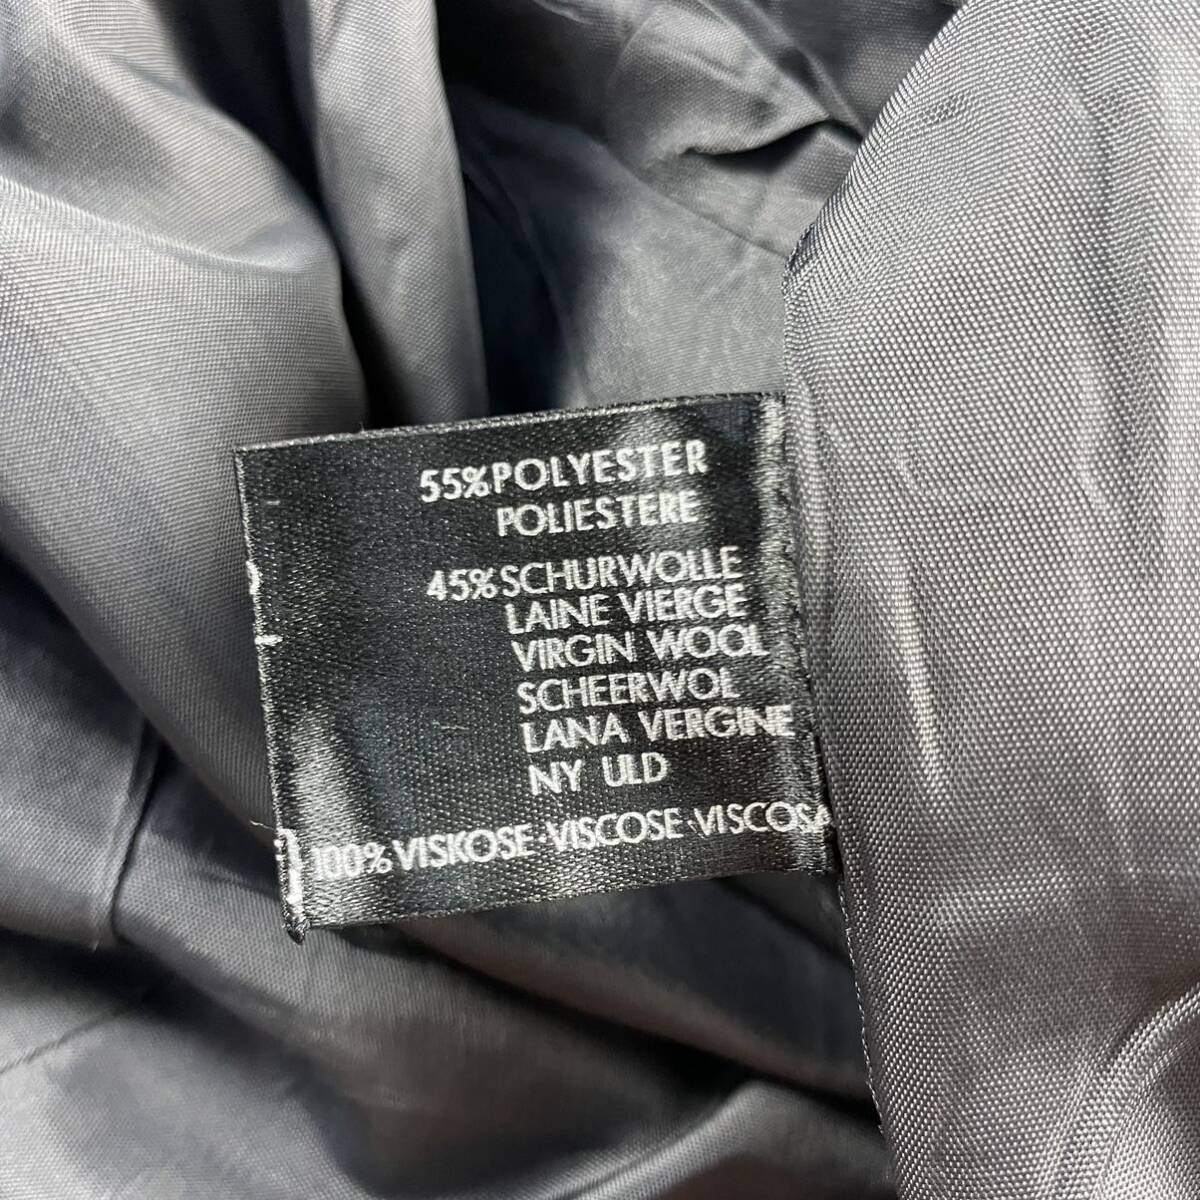 55%POLYESTER
POLIESTERE
45%SCHURWOLLE
LAINE VIERGE
VIRGIN WOOL
SCHEERWOL
LANA VERGINE
NY ULD
100%VISKOSE·VISCOSE·VISCOSA